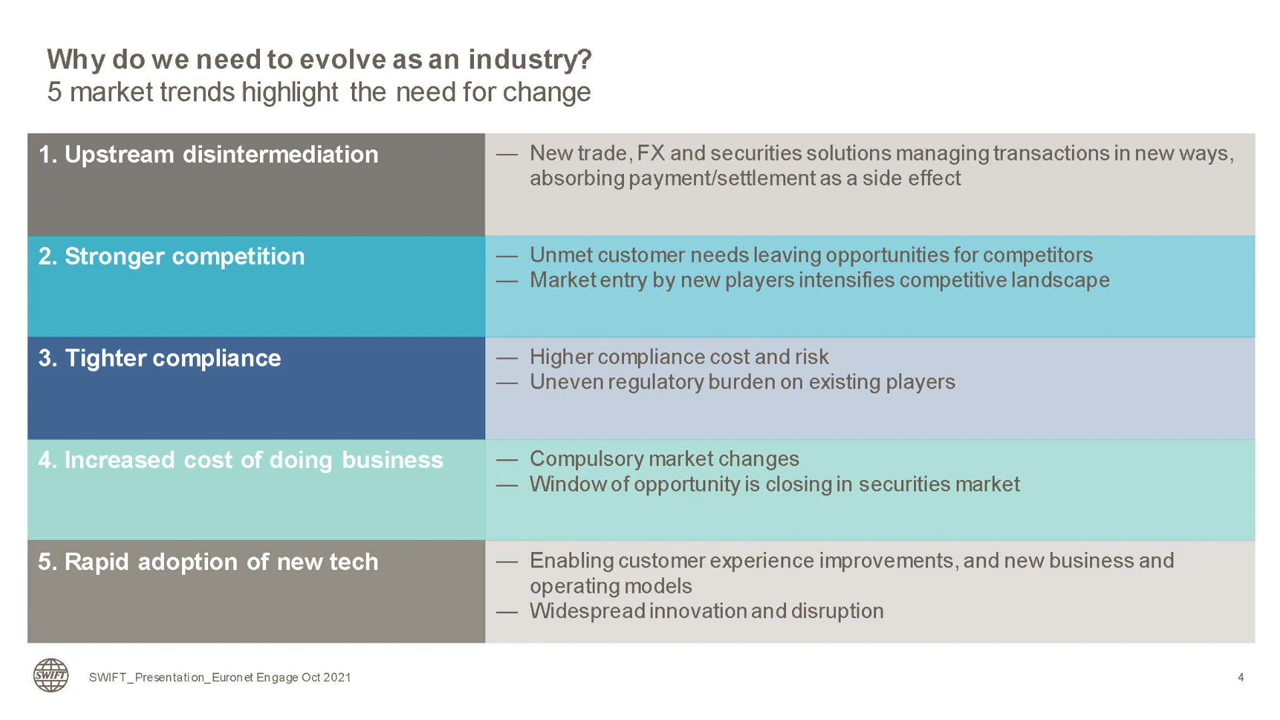 Why do we need to evolve as an industry?
5 market trends highlight the need for change
1. Upstream disintermediation
— New trade, FX and securities solutions managing transactions in new ways,
absorbing payment/settlement as a side effect
2. Stronger competition
— Unmet customer needs leaving opportunities for competitors
— Market entry by new players intensifies competitive landscape
3. Tighter compliance
— Higher compliance cost and risk
— Uneven regulatory burden on existing players
4. Increased cost of doing business
— Compulsory market changes
— Window of opportunity is closing in securities market
5. Rapid adoption of new tech
— Enabling customer experience improvements, and new business and
operating models
— Widespread innovation and disruption
SWIFT
SWIFT_Presentation_Euronet Engage Oct 2021
4